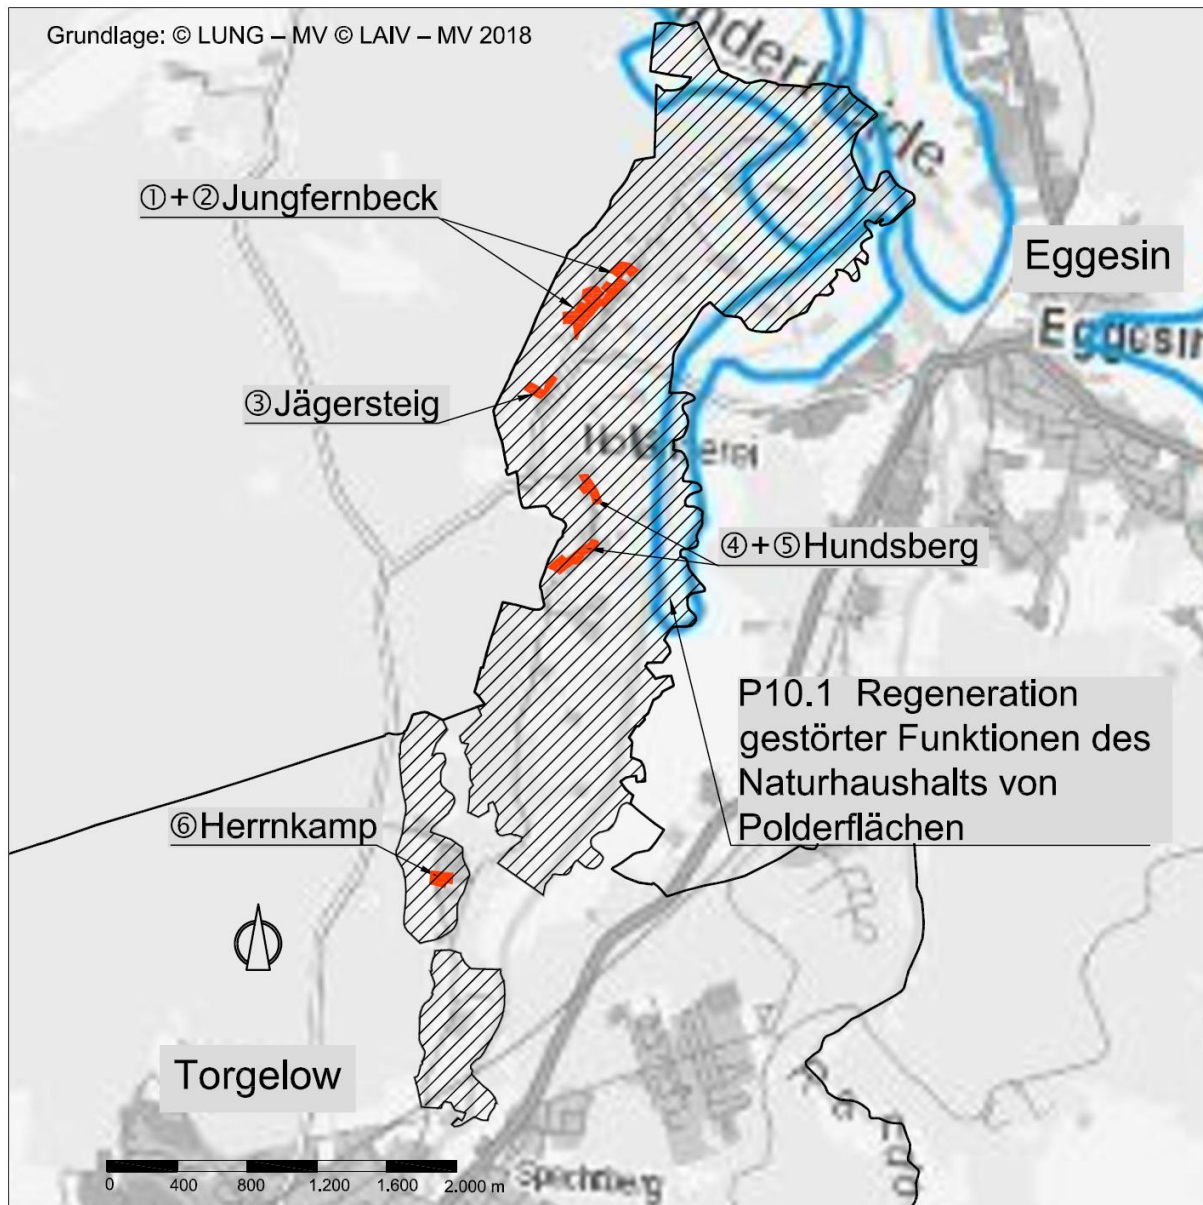 Grundlage: © LUNG – MV © LAIV – MV 2018
①+②Jungfernbeck
Eggesin
③Jägersteig
④+⑤Hundsberg
P10.1 Regeneration
gestörter Funktionen des
Naturhaushalts von
Polderflächen
⑥Herrnkamp
Torgelow
0 400 800 1.200 1.600 2.000 m
Spechtberg